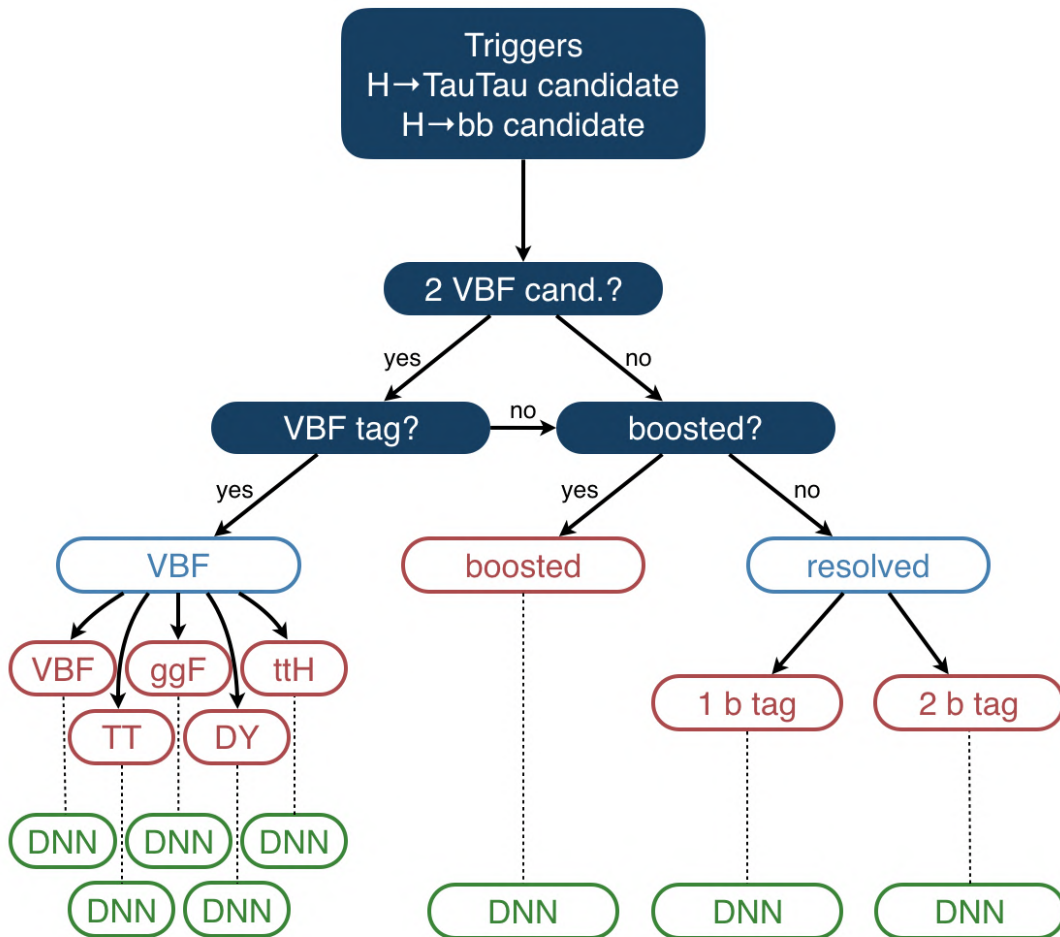 Triggers
H→TauTau candidate
H→bb candidate
2 VBF cand.?
yes
no
VBF tag?
no
boosted?
yes
yes
no
VBF
boosted
resolved
VBF
ggF
ttH
1 b tag
2 b tag
TT
DY
DNN
DNN
DNN
DNN
DNN
DNN
DNN
DNN